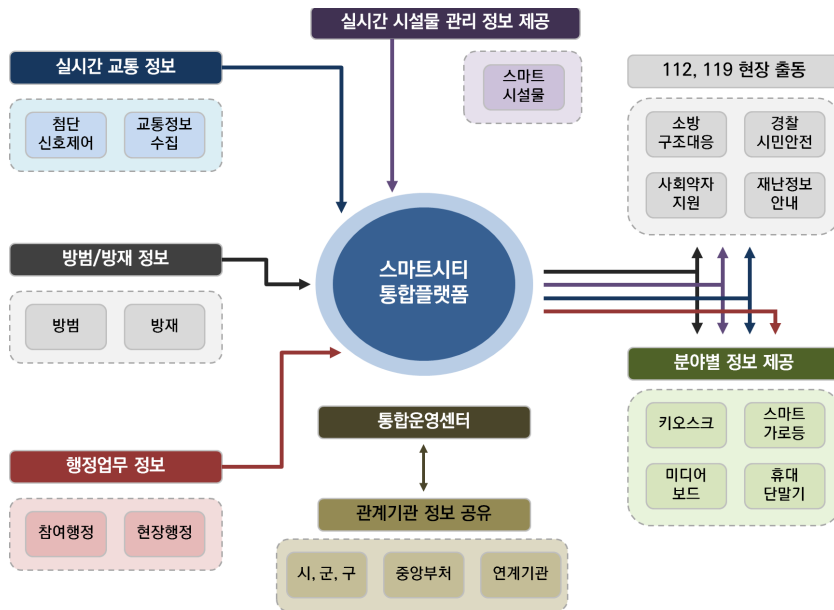 실시간 시설물 관리 정보 제공
스마트
시설물
실시간 교통 정보
첨단
신호제어
교통정보
수집
112, 119 현장 출동
소방
구조대응
경찰
시민안전
사회약자
지원
재난정보
안내
방범/방재 정보
방범
방재
스마트시티
통합플랫폼
분야별 정보 제공
키오스크
스마트
가로등
미디어
보드
휴대
단말기
통합운영센터
행정업무 정보
참여행정
현장행정
관계기관 정보 공유
시, 군, 구
중앙부처
연계기관